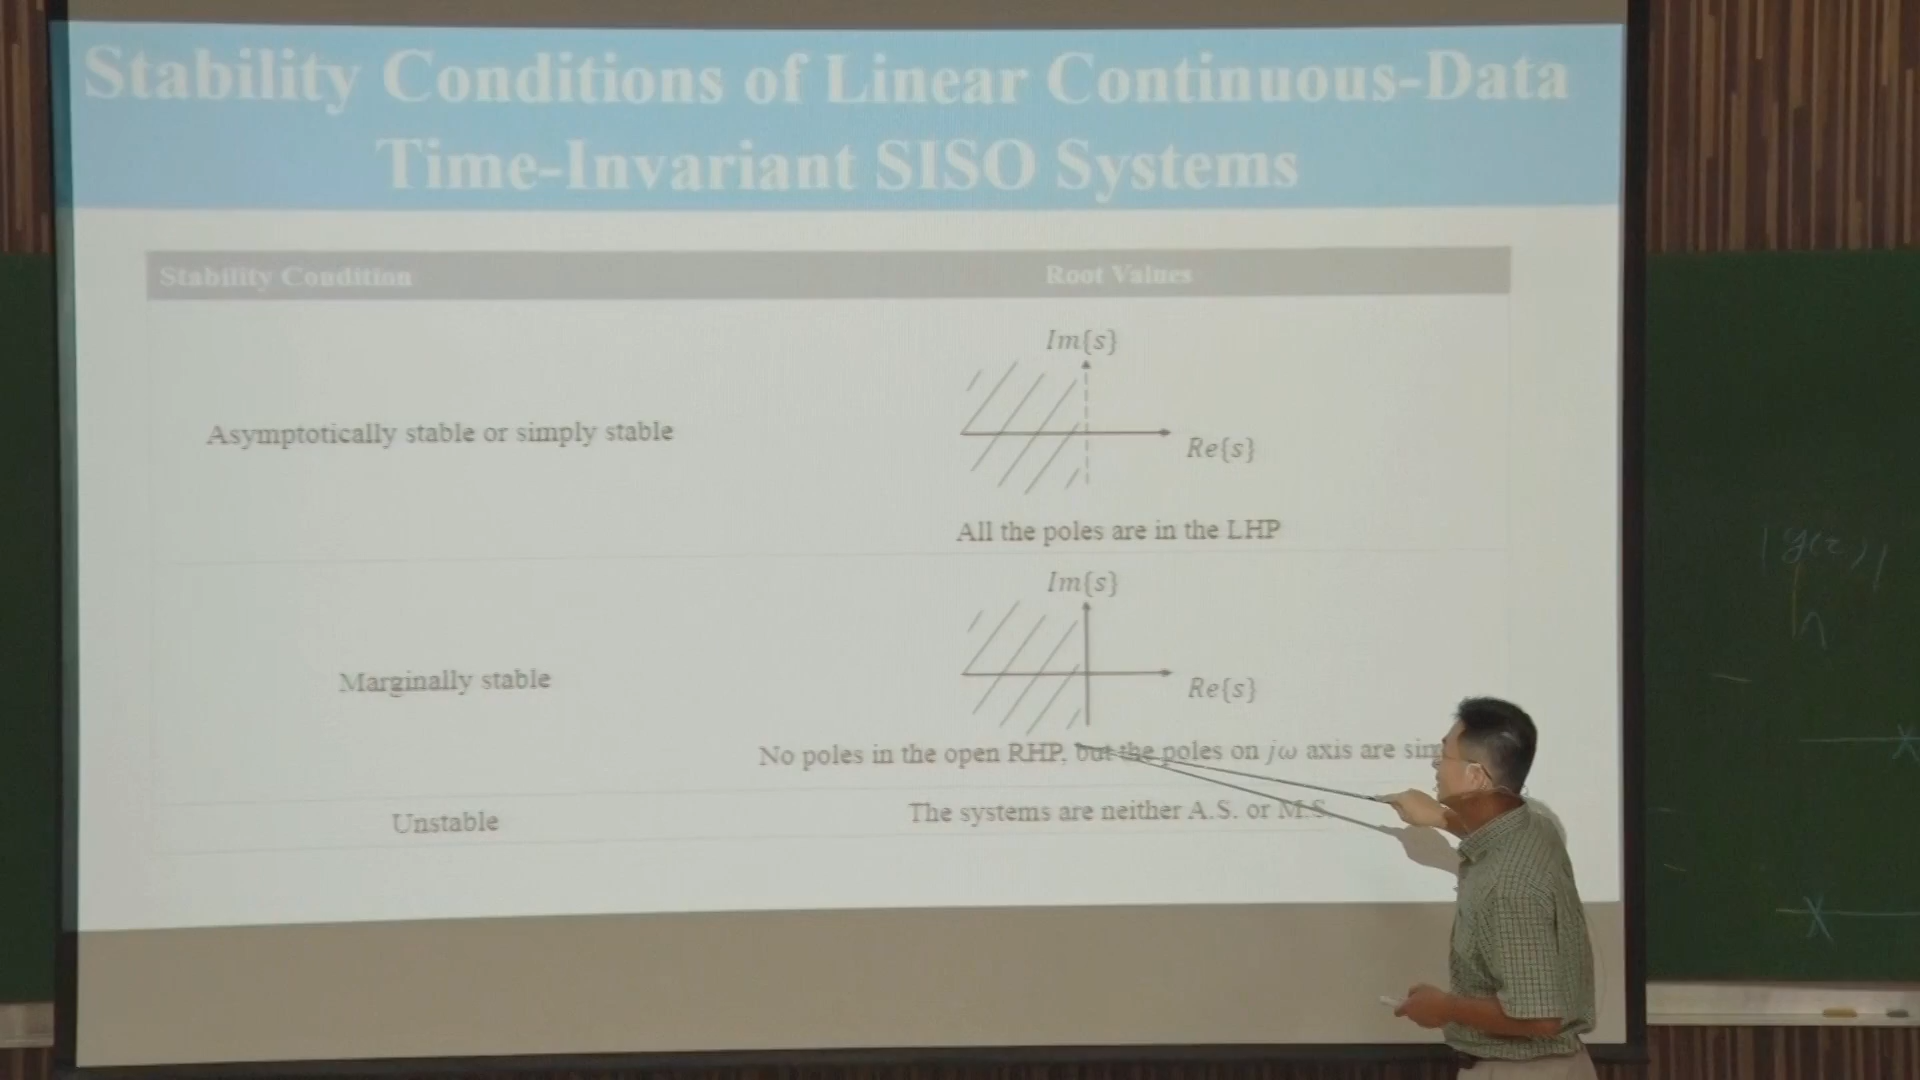 Stability Conditions of Linear Continuous-Data
Time-Invariant SISO Systems
Stability Condition Root Values
Im{s}
Asymptotically stable or simply stable
Re{s}
All the poles are in the LHP
Im{s}
Marginally stable
Re{s}
No poles in the open RHP, but the poles on jω axis are
Unstable
The systems are neither A.S. or M.S.